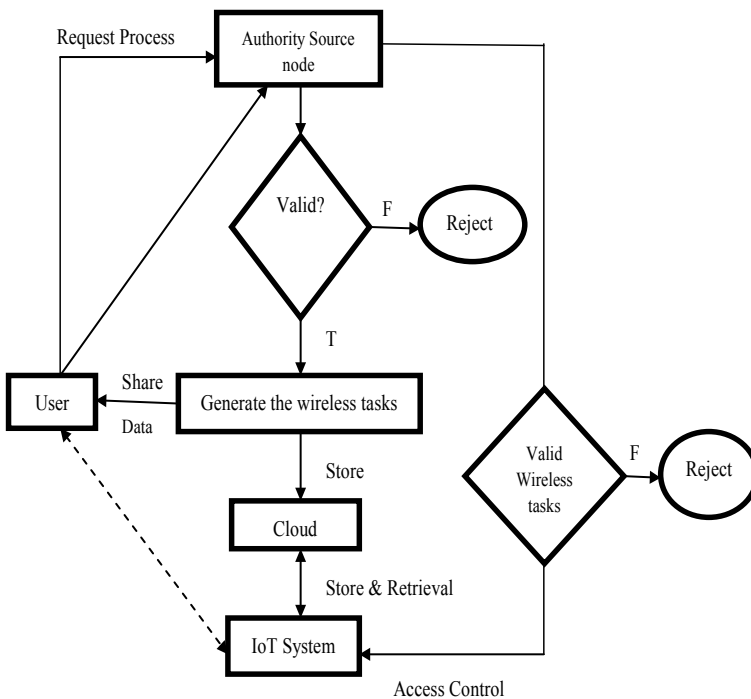 Request Process
Authority Source
node
Valid?
F
Reject
T
Share
Data
User
Generate the wireless tasks
Store
Cloud
Store & Retrieval
IoT System
Valid
Wireless
tasks
F
Reject
Access Control